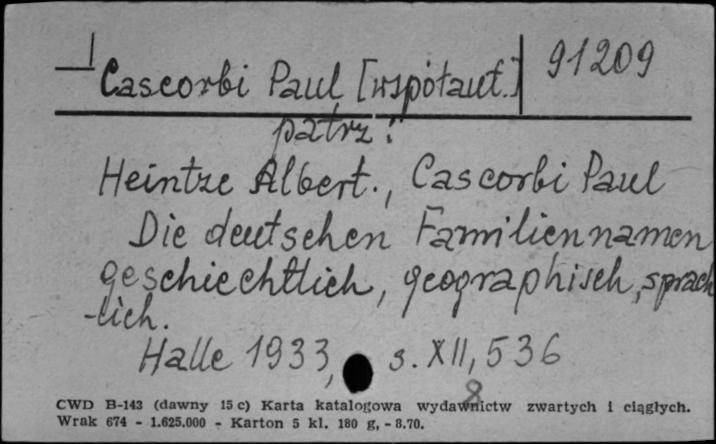 Cascorbi Paul [współaut.] 91209
patrz:
Heintze Albert., Cascorbi Paul
Die deutschen Familiennamen
geschiechtlich, geographisch, sprach
-lich.
Halle 1933, s. XII, 536
8
CWD B-143 (dawny 15 c) Karta katalogowa wydawnictw zwartych i ciągłych.
Wrak 674 - 1.625.000 - Karton 5 kl. 180 g, - 8.70.